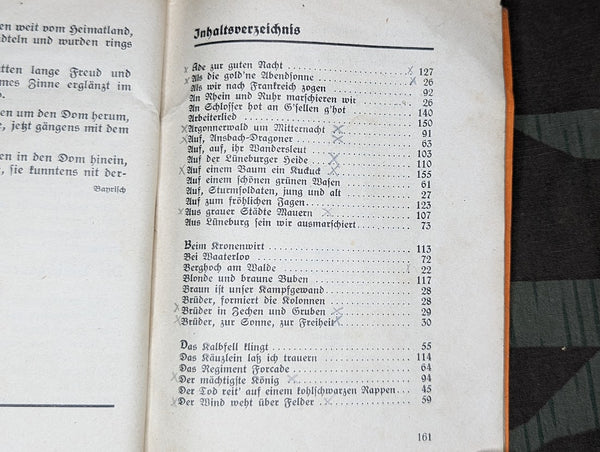 en weit vom Heimatland,
ädteln und wurden rings
tten lange Freud und
mes Zinne erglänzt im
en um den Dom herum,
, jetzt gängens mit dem
en in den Dom hinein,
, sie kunntens nit der-
Bayrisch
Inhaltsverzeichnis
Ade zur guten Nacht 127
Als die gold'ne Abendsonne 26
Als wir nach Frankreich zogen 92
An Rhein und Ruhr marschieren wir 26
An Schlosser hot an G'sellen g'hot 140
Arbeiterlied 150
Argonnerwald um Mitternacht 91
Auf, Ansbach-Dragoner 63
Auf, auf, ihr Wandersleut 103
Auf der Lüneburger Heide 110
Auf einem Baum ein Kuckuck 155
Auf einem schönen grünen Wasen 61
Auf, Sturmsoldaten, jung und alt 27
Auf zum fröhlichen Jagen 123
Aus grauer Städte Mauern 107
Aus Lüneburg sein wir ausmarschiert 73
Beim Kronenwirt 113
Bei Waaterloo 72
Berghoch am Walde 22
Blonde und braune Buben 117
Braun ist unser Kampfgewand 28
Brüder, formiert die Kolonnen 28
Brüder in Zechen und Gruben 29
Brüder, zur Sonne, zur Freiheit 30
Das Kalbfell klingt 55
Das Käuzlein laß ich trauern 114
Das Regiment Forcade 64
Der mächtigste König 94
Der Tod reit' auf einem kohlschwarzen Rappen 45
Der Wind weht über Felder 59
161